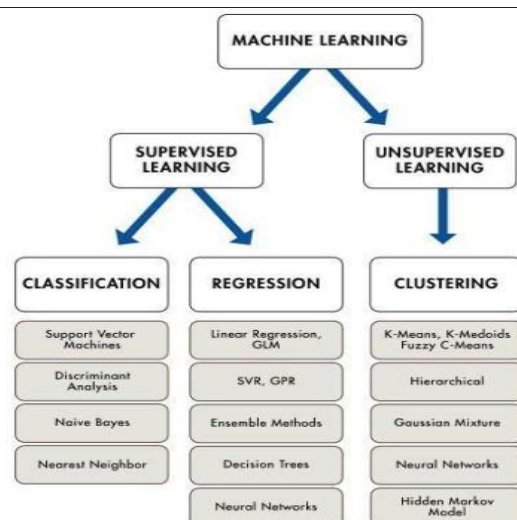 MACHINE LEARNING
SUPERVISED
LEARNING
UNSUPERVISED
LEARNING
CLASSIFICATION
Support Vector
Machines
Discriminant
Analysis
Naive Bayes
Nearest Neighbor
REGRESSION
Linear Regression,
GLM
SVR, GPR
Ensemble Methods
Decision Trees
Neural Networks
CLUSTERING
K-Means, K-Medoids
Fuzzy C-Means
Hierarchical
Gaussian Mixture
Neural Networks
Hidden Markov
Model